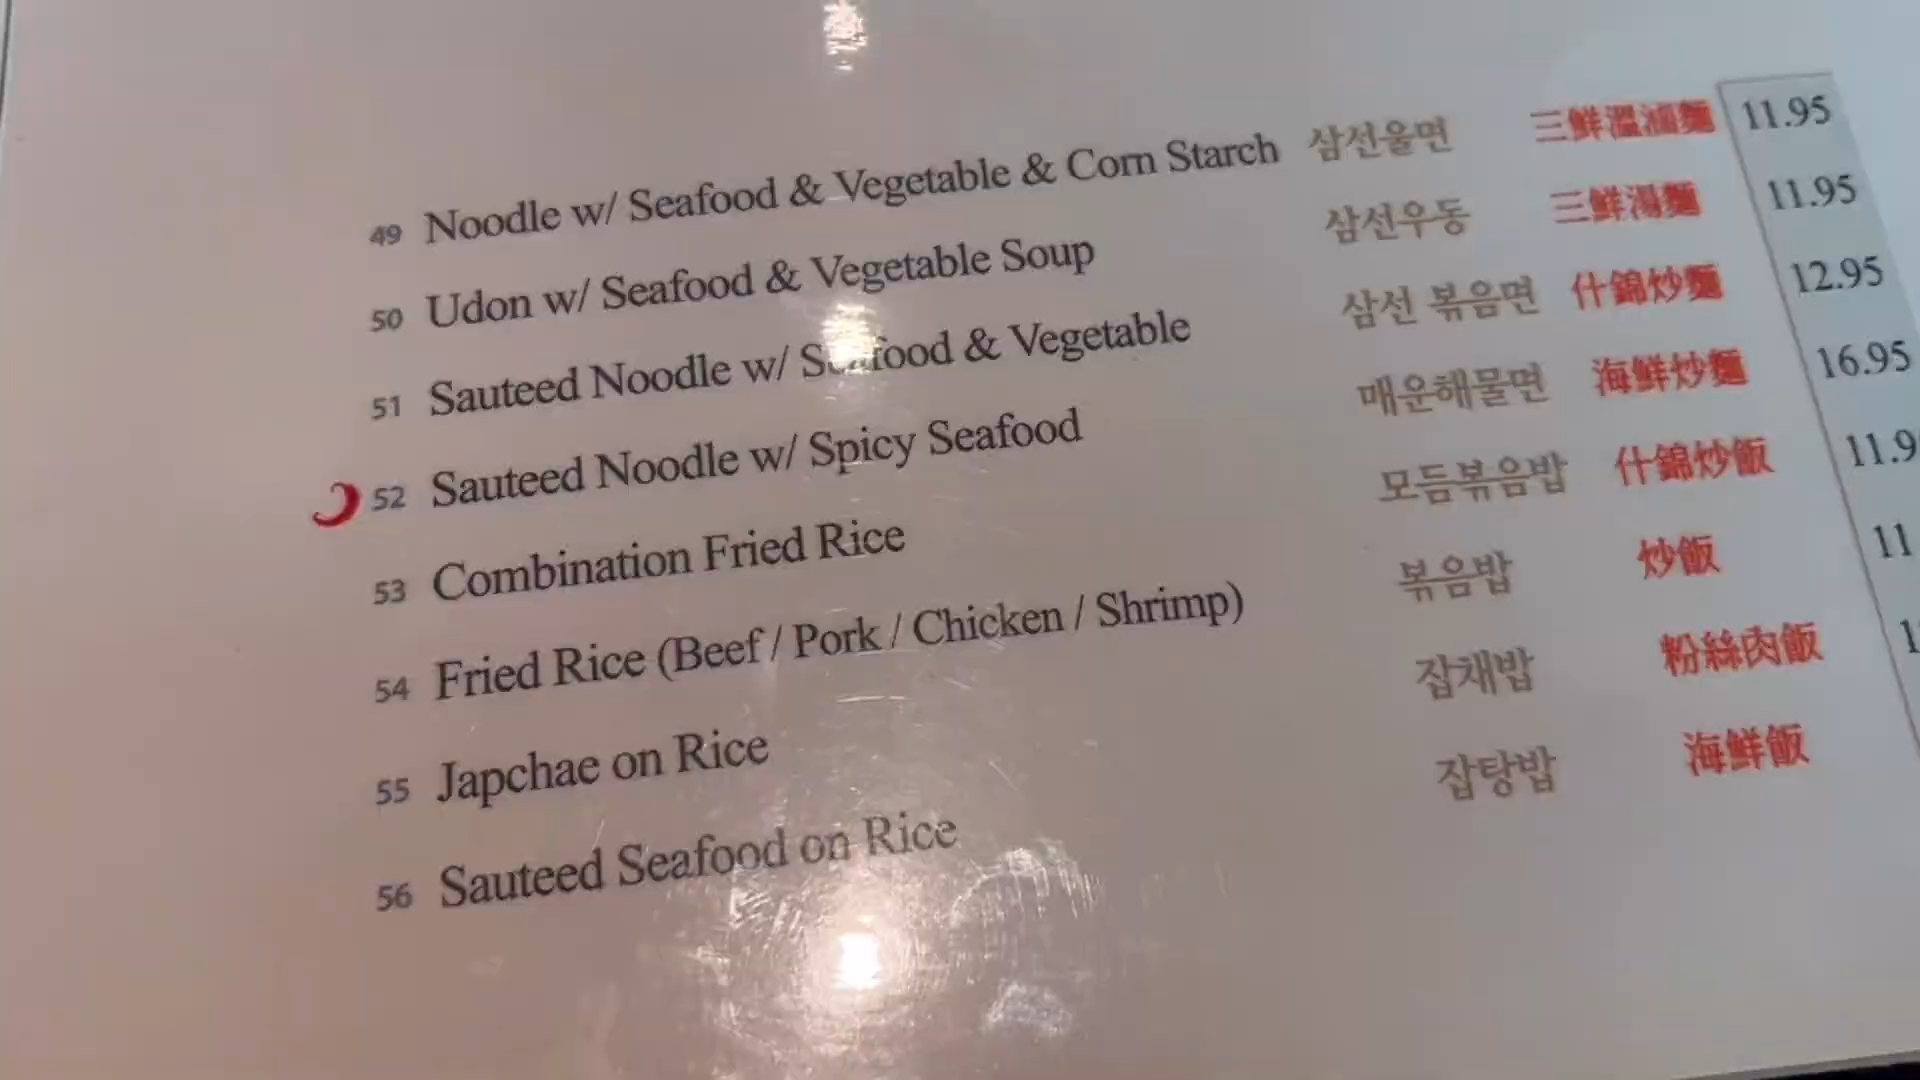 49 Noodle w/ Seafood & Vegetable & Corn Starch 삼선울면 三鮮溫滷麵 11.95
50 Udon w/ Seafood & Vegetable Soup 삼선우동 三鮮湯麵 11.95
51 Sauteed Noodle w/ Seafood & Vegetable 삼선 볶음면 什錦炒麵 12.95
52 Sauteed Noodle w/ Spicy Seafood 매운해물면 海鮮炒麵 16.95
53 Combination Fried Rice 모듬볶음밥 什錦炒飯 11.9
54 Fried Rice (Beef / Pork / Chicken / Shrimp) 볶음밥 炒飯 11
55 Japchae on Rice 잡채밥 粉絲肉飯 1
56 Sauteed Seafood on Rice 잡탕밥 海鮮飯